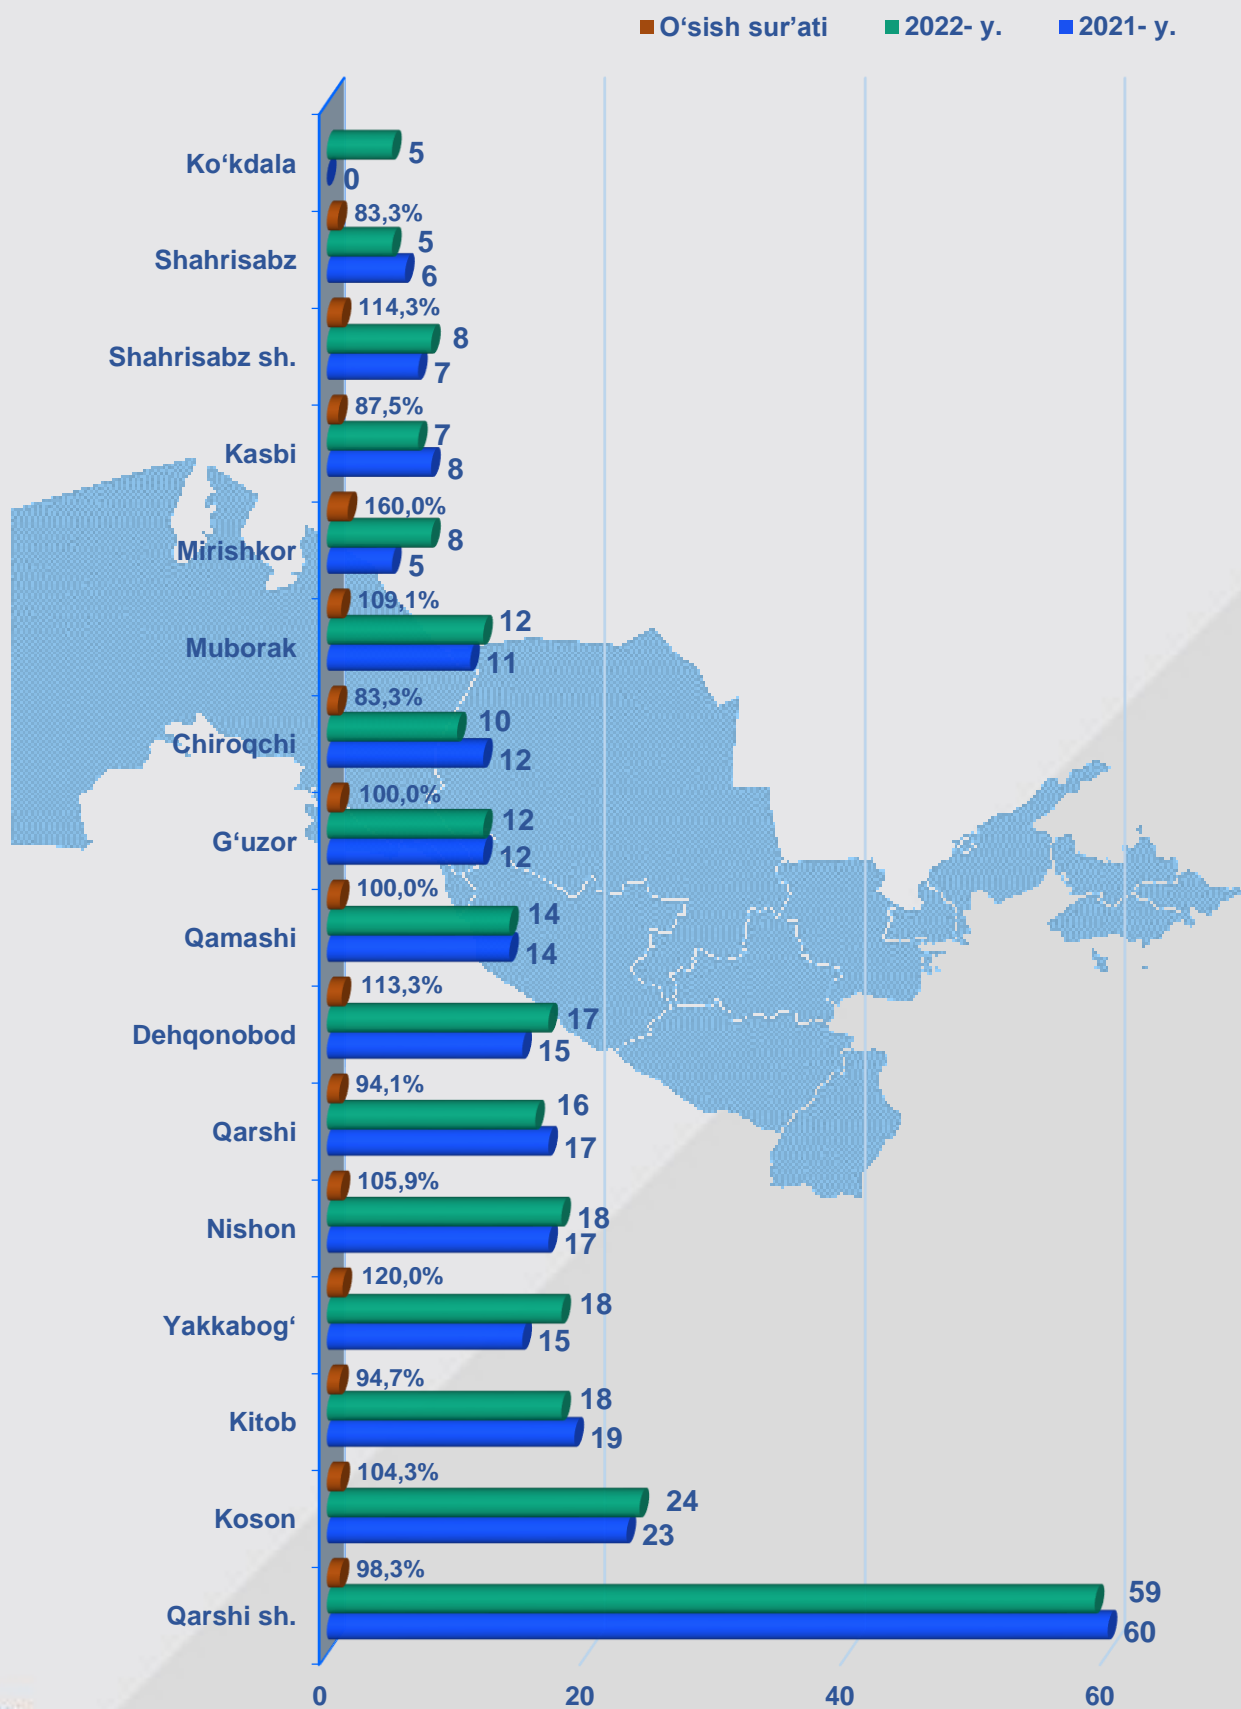 O‘sish sur’ati 2022- y. 2021- y.
Ko‘kdala
5
0
83,3%
Shahrisabz
5
6
114,3%
Shahrisabz sh.
8
7
87,5%
Kasbi
7
8
160,0%
Mirishkor
8
5
109,1%
Muborak
12
11
83,3%
Chiroqchi
10
12
100,0%
G‘uzor
12
12
100,0%
Qamashi
14
14
113,3%
Dehqonobod
17
15
94,1%
Qarshi
16
17
105,9%
Nishon
18
17
120,0%
Yakkabog‘
18
15
94,7%
Kitob
18
19
104,3%
Koson
24
23
98,3%
Qarshi sh.
59
60
0 20 40 60